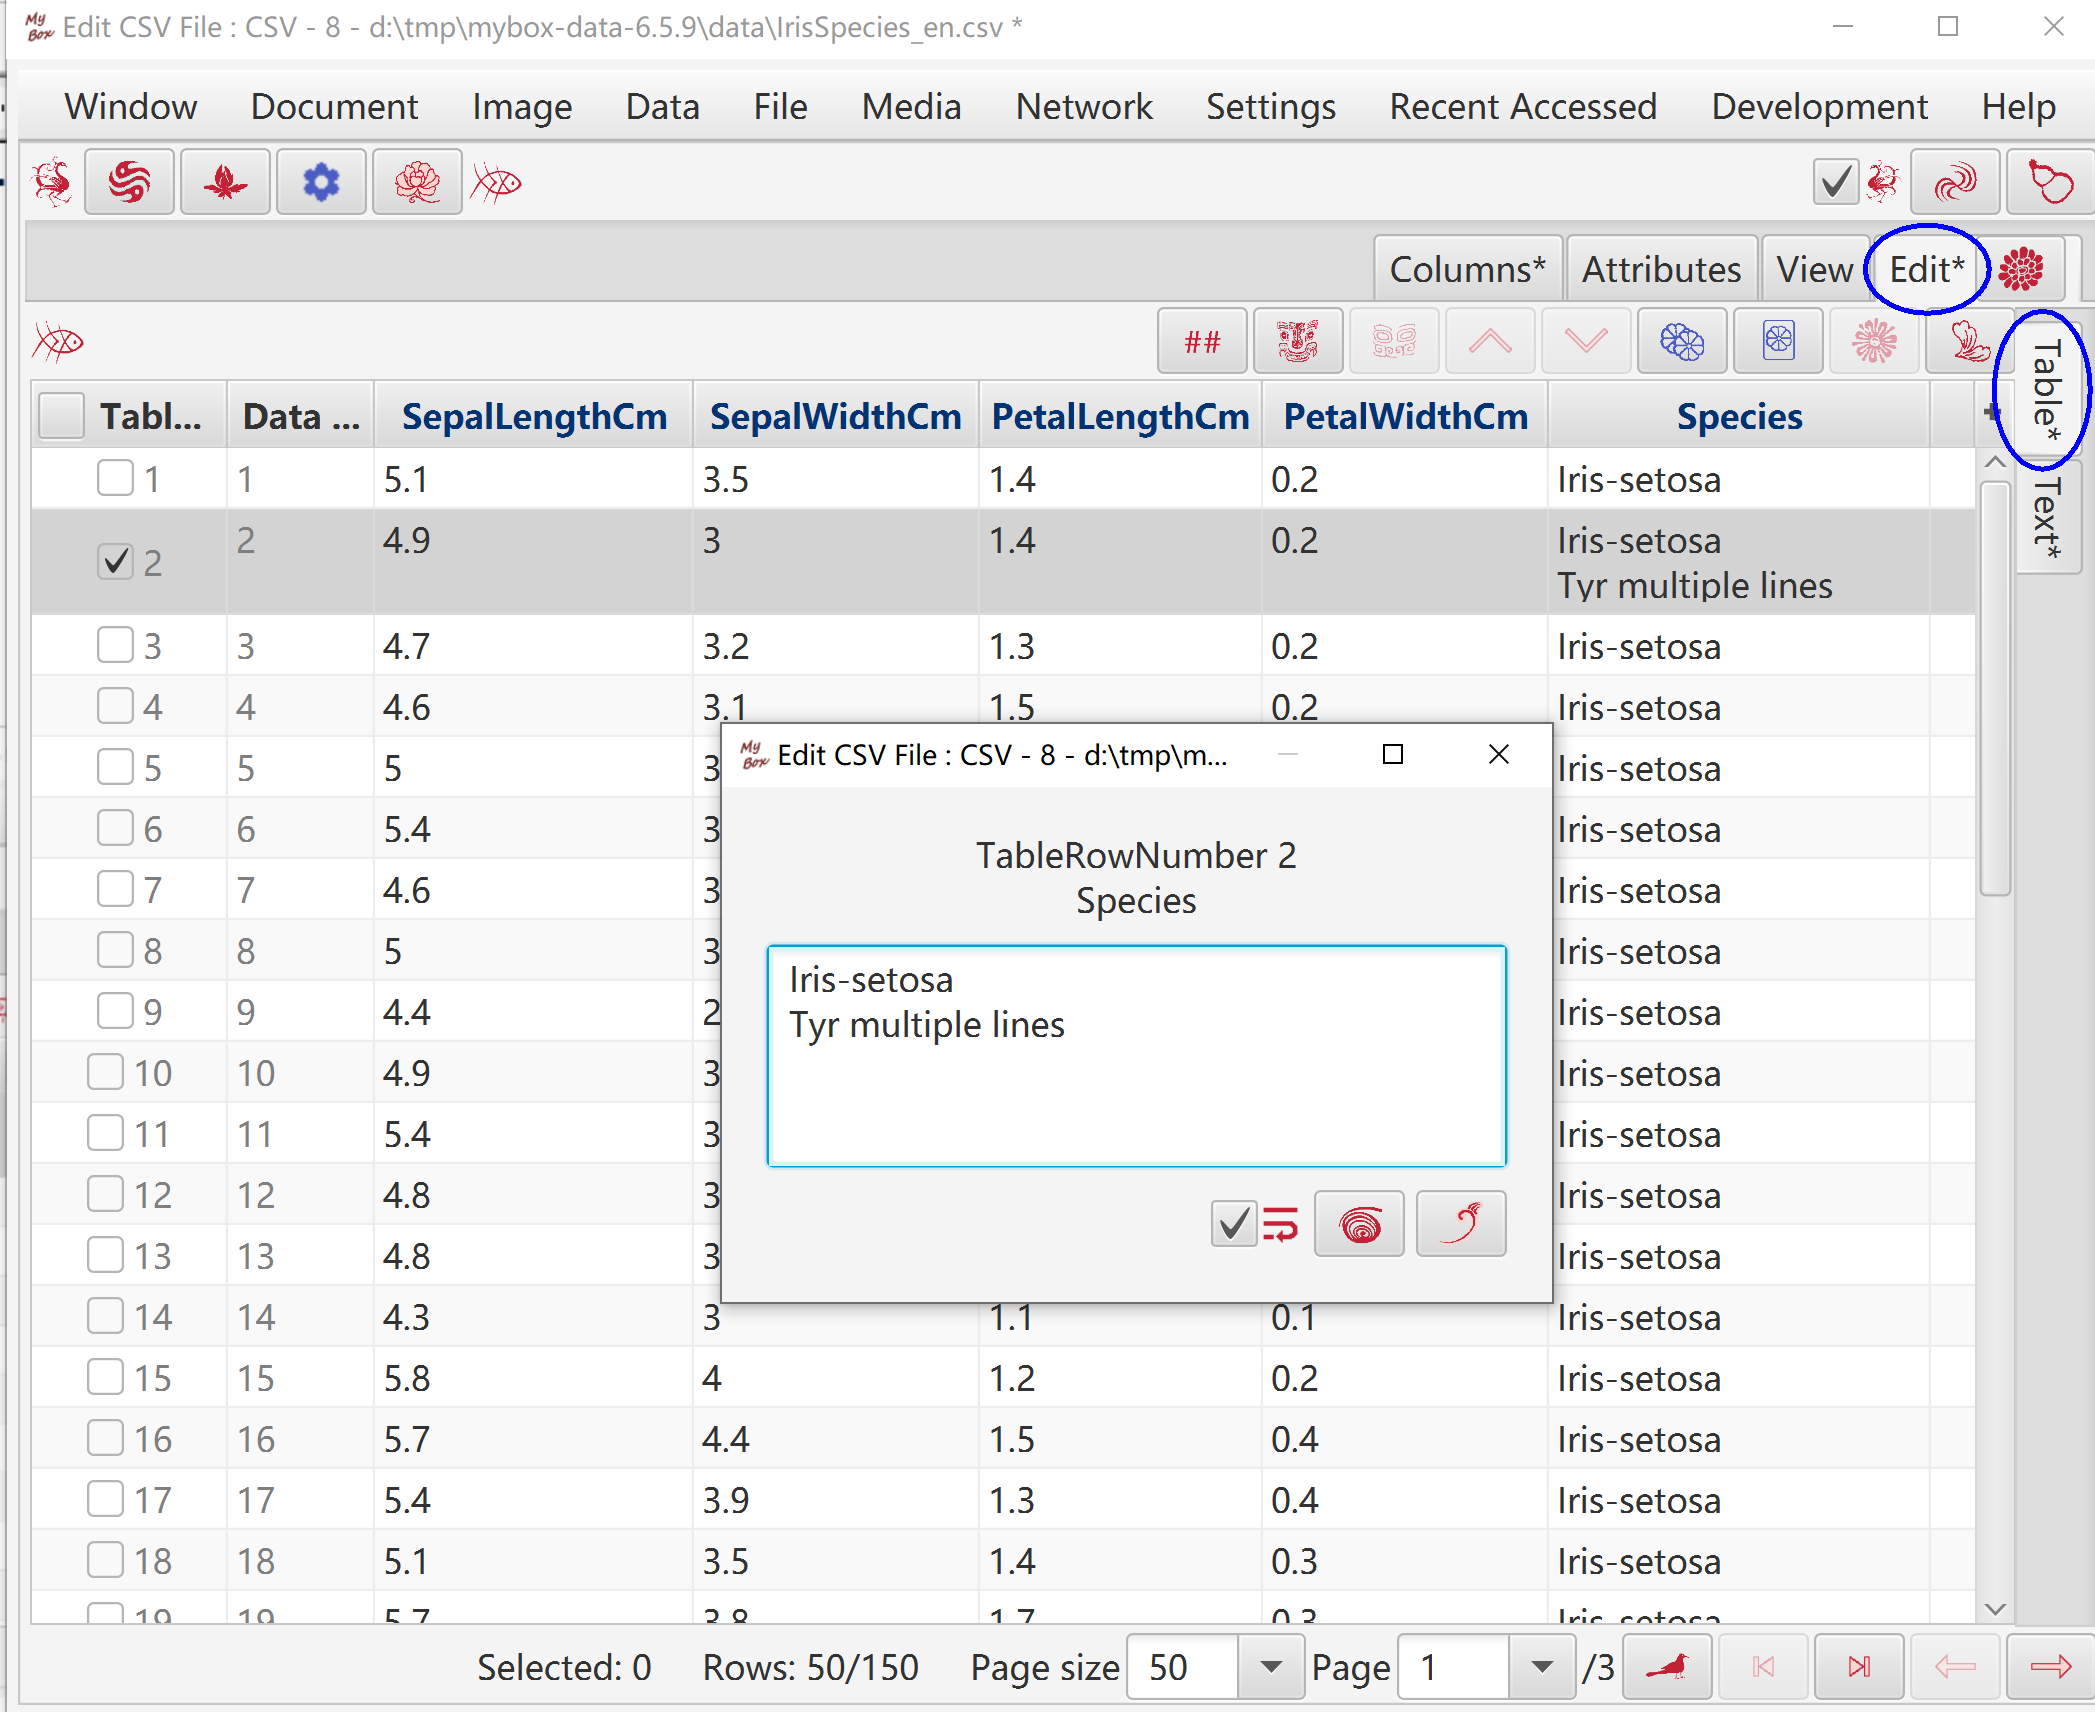 My Box Edit CSV File : CSV - 8 - d:\tmp\mybox-data-6.5.9\data\IrisSpecies_en.csv *
Window Document Image Data File Media Network Settings Recent Accessed Development Help
Columns* Attributes View Edit*
##
Table*
Text*
Tabl... Data ... SepalLengthCm SepalWidthCm PetalLengthCm PetalWidthCm Species +
1 1 5.1 3.5 1.4 0.2 Iris-setosa
2 2 4.9 3 1.4 0.2 Iris-setosa
Tyr multiple lines
3 3 4.7 3.2 1.3 0.2 Iris-setosa
4 4 4.6 3.1 1.5 0.2 Iris-setosa
5 5 5 3 Iris-setosa
6 6 5.4 3 Iris-setosa
7 7 4.6 3 Iris-setosa
8 8 5 3 Iris-setosa
9 9 4.4 2 Iris-setosa
10 10 4.9 3 Iris-setosa
11 11 5.4 3 Iris-setosa
12 12 4.8 3 Iris-setosa
13 13 4.8 3 Iris-setosa
14 14 4.3 3 1.1 0.1 Iris-setosa
15 15 5.8 4 1.2 0.2 Iris-setosa
16 16 5.7 4.4 1.5 0.4 Iris-setosa
17 17 5.4 3.9 1.3 0.4 Iris-setosa
18 18 5.1 3.5 1.4 0.3 Iris-setosa
19 19 5.7 3.8 1.7 0.3 Iris-setosa
My Box Edit CSV File : CSV - 8 - d:\tmp\m...
TableRowNumber 2
Species
Iris-setosa
Tyr multiple lines
Selected: 0 Rows: 50/150 Page size 50 Page 1 /3